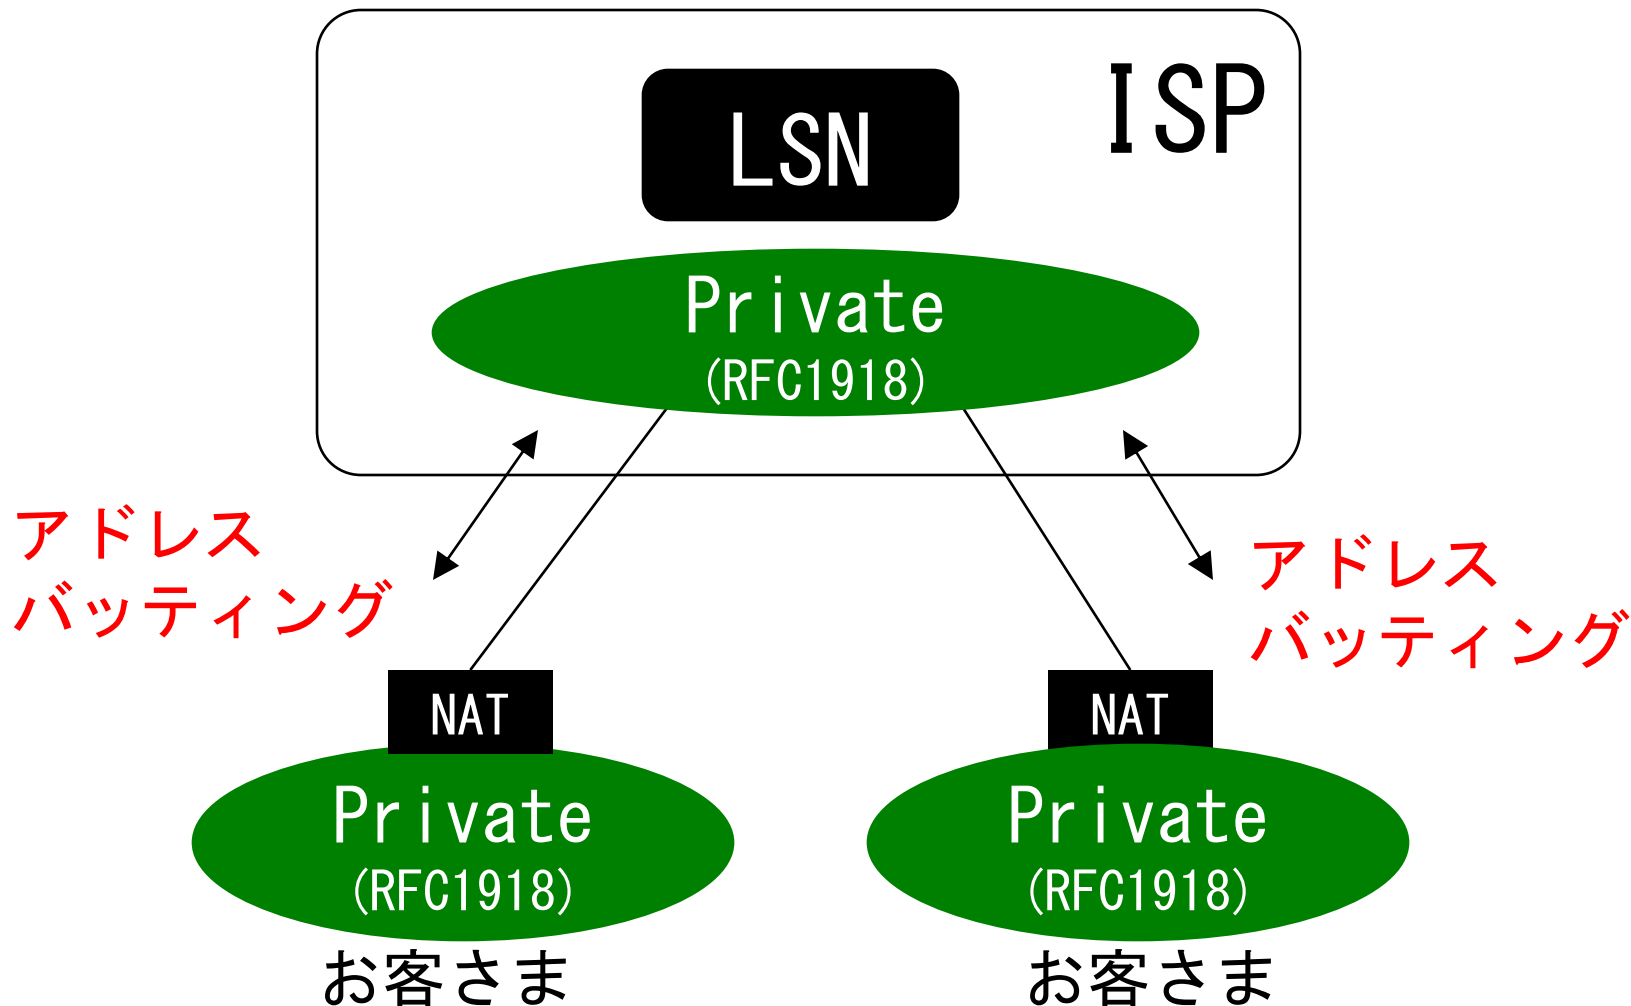 ISP
LSN
Private
(RFC1918)
アドレス
バッティング
アドレス
バッティング
NAT
NAT
Private
(RFC1918)
お客さま
Private
(RFC1918)
お客さま